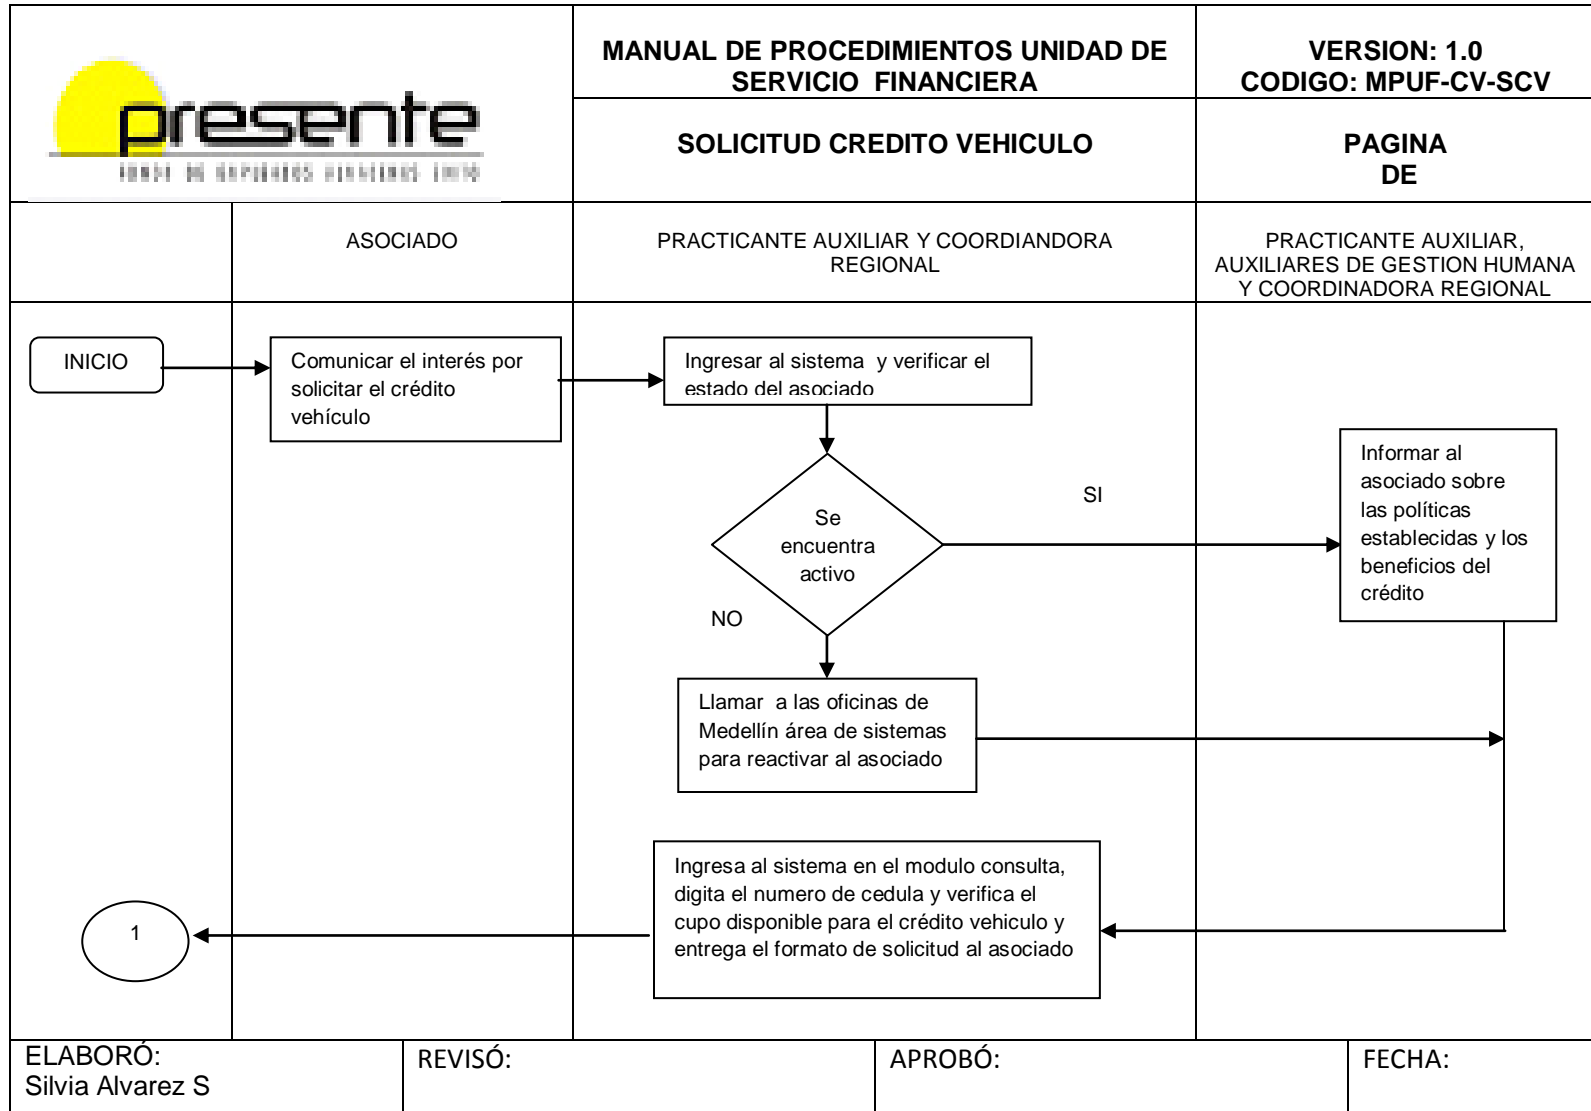 presente
MANUAL DE PROCEDIMIENTOS UNIDAD DE
SERVICIO FINANCIERA
VERSION: 1.0
CODIGO: MPUF-CV-SCV
SOLICITUD CREDITO VEHICULO
PAGINA
DE
ASOCIADO
PRACTICANTE AUXILIAR Y COORDIANDORA
REGIONAL
PRACTICANTE AUXILIAR,
AUXILIARES DE GESTION HUMANA
Y COORDINADORA REGIONAL
INICIO
Comunicar el interés por
solicitar el crédito
vehículo
Ingresar al sistema y verificar el
estado del asociado
Se
encuentra
activo
SI
NO
Informar al
asociado sobre
las políticas
establecidas y los
beneficios del
crédito
Llamar a las oficinas de
Medellín área de sistemas
para reactivar al asociado
Ingresa al sistema en el modulo consulta,
digita el numero de cedula y verifica el
cupo disponible para el crédito vehiculo y
entrega el formato de solicitud al asociado
1
ELABORÓ:
Silvia Alvarez S
REVISÓ:
APROBÓ:
FECHA: